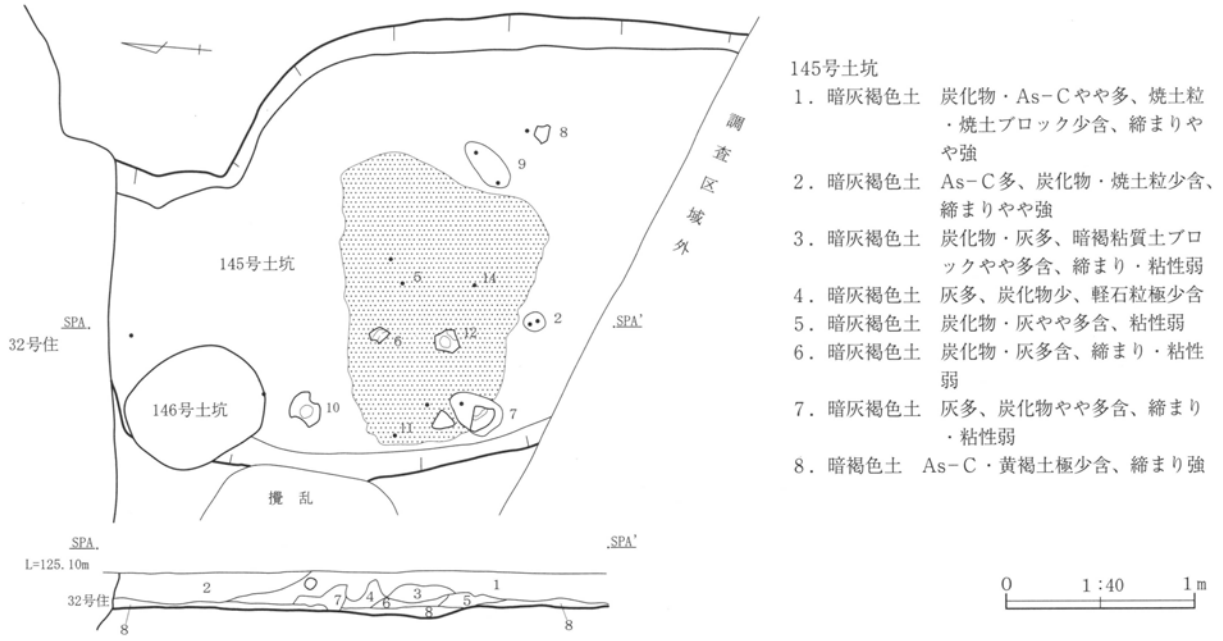 8
9
調査区域外
145号土坑
5
14
2
SPA.
.SPA'
32号住
6
12
146号土坑
10
7
11
攪 乱
SPA.
.SPA'
L=125.10m
2
1
3
4
7
6
5
8
32号住
8
8
145号土坑
1. 暗灰褐色土 炭化物・As-Cやや多、焼土粒
・焼土ブロック少含、締まりや
や強
2. 暗灰褐色土 As-C多、炭化物・焼土粒少含、
締まりやや強
3. 暗灰褐色土 炭化物・灰多、暗褐粘質土ブロ
ックやや多含、締まり・粘性弱
4. 暗灰褐色土 灰多、炭化物少、軽石粒極少含
5. 暗灰褐色土 炭化物・灰やや多含、粘性弱
6. 暗灰褐色土 炭化物・灰多含、締まり・粘性
弱
7. 暗灰褐色土 灰多、炭化物やや多含、締まり
・粘性弱
8. 暗褐色土 As-C・黄褐土極少含、締まり強
0 1:40 1m